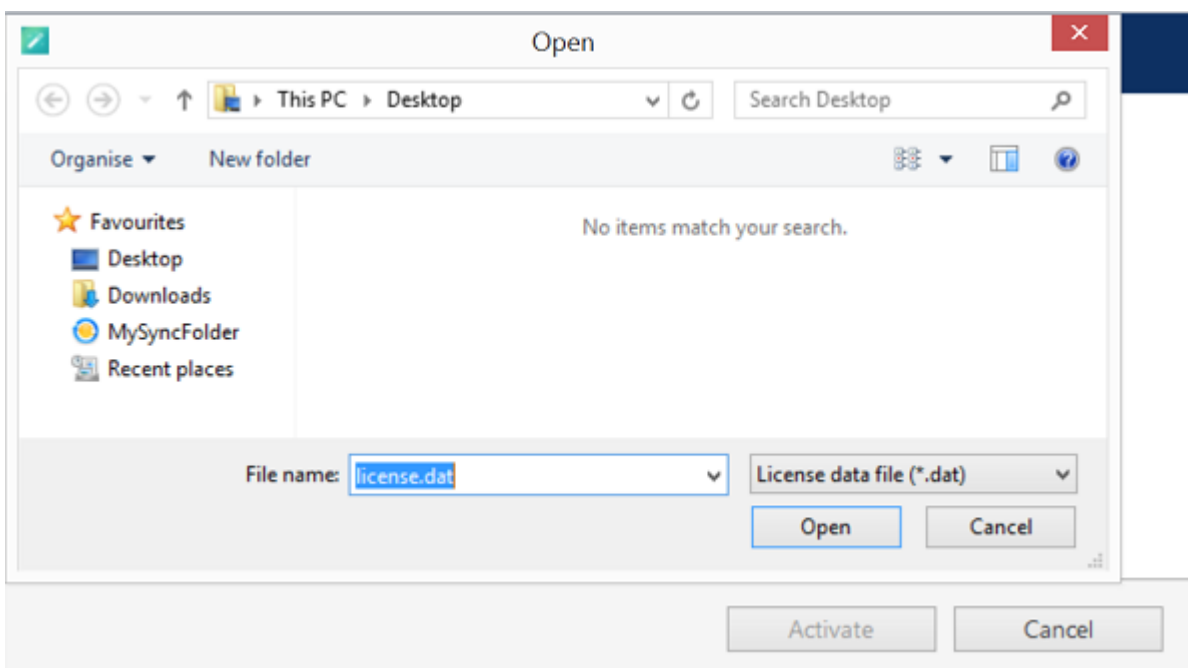 Open
This PC Desktop Search Desktop
Organise New folder
Favourites
No items match your search.
Desktop
Downloads
MySyncFolder
Recent places
File name: license.dat License data file (*.dat)
Open Cancel
Activate Cancel